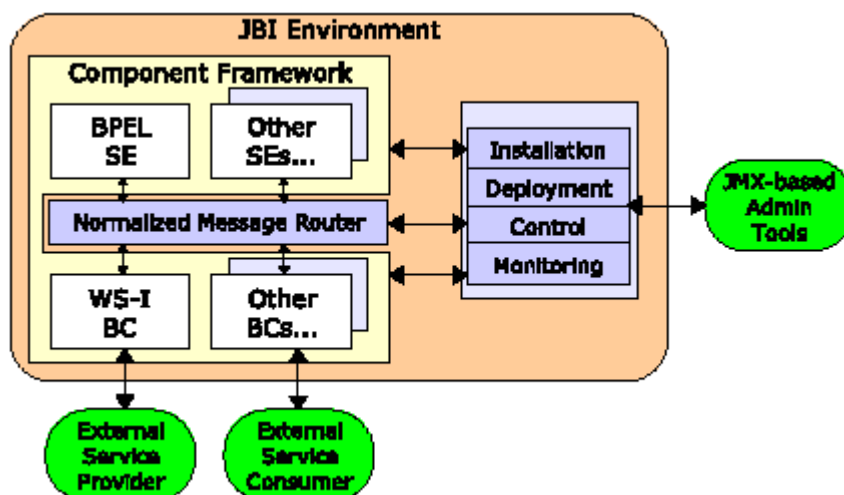 JBI Environment
Component Framework
BPEL
SE
Other
SEs...
Normalized Message Router
WS-I
BC
Other
BCs...
Installation
Deployment
Control
Monitoring
JMX-based
Admin
Tools
External
Service
Provider
External
Service
Consumer